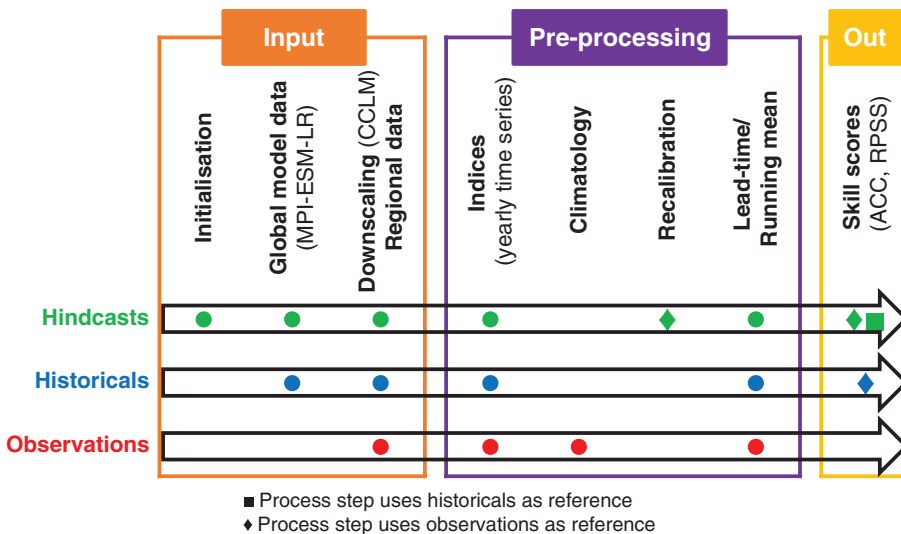 Input
Pre-processing
Out
Initialisation
Global model data
(MPI-ESM-LR)
Downscaling (CCLM)
Regional data
Indices
(yearly time series)
Climatology
Recalibration
Lead-time/
Running mean
Skill scores
(ACC, RPSS)
Hindcasts
Historicals
Observations
Process step uses historicals as reference
Process step uses observations as reference